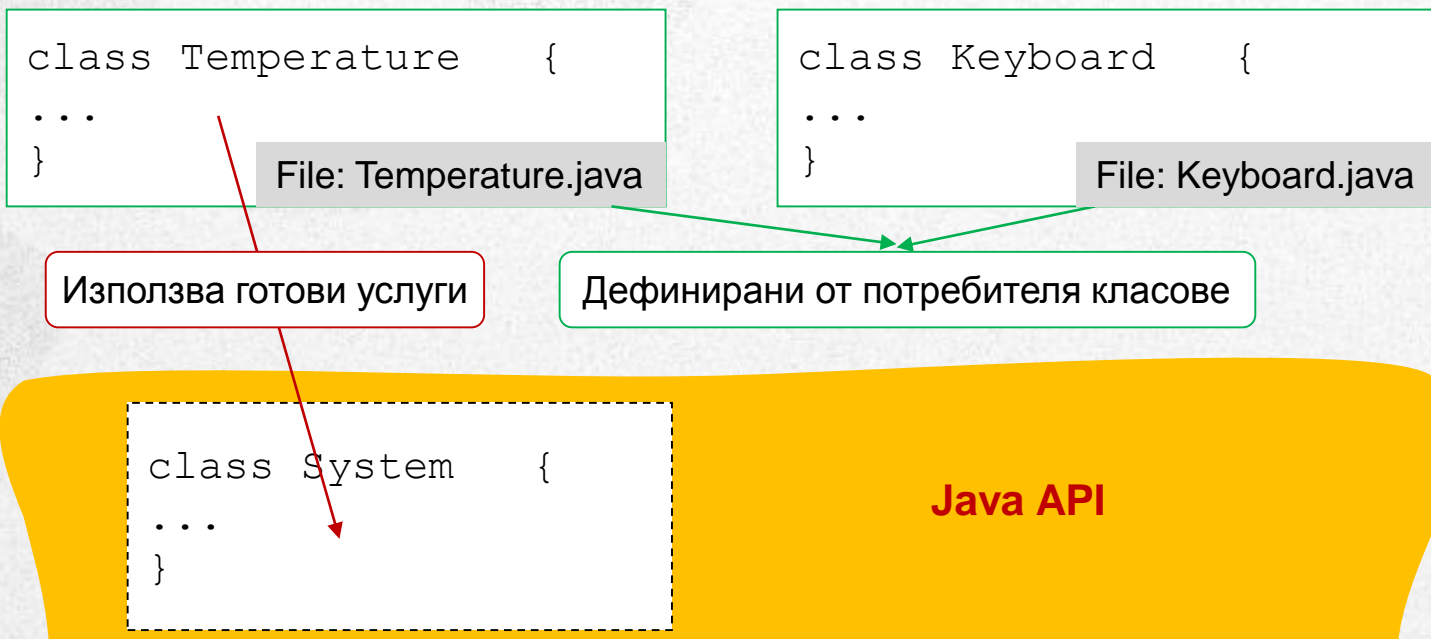 class Temperature {
...
}
File: Temperature.java
class Keyboard {
...
}
File: Keyboard.java
Използва готови услуги
Дефинирани от потребителя класове
class System {
...
}
Java API